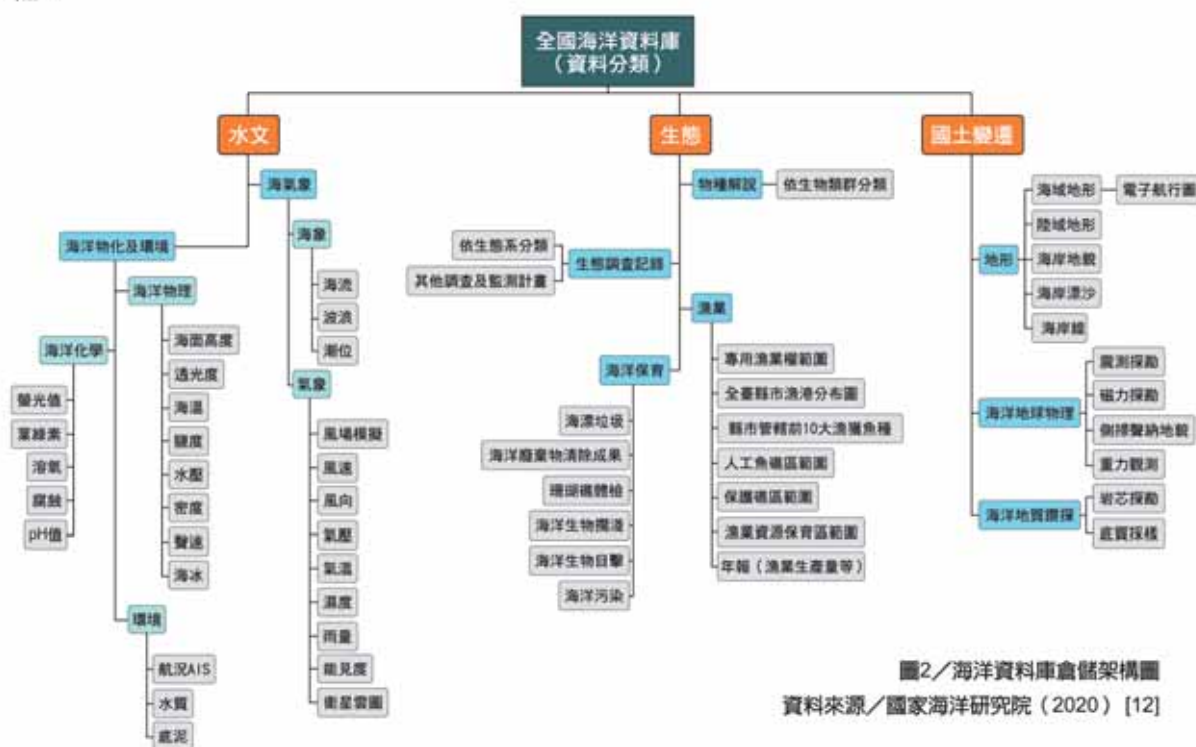 全國海洋資料庫
（資料分類）
水文
海氣象
海象
海流
波浪
潮位
氣象
風場模擬
風速
風向
氣壓
氣溫
濕度
雨量
能見度
衛星雲圖
海洋物化及環境
海洋物理
海面高度
透光度
海溫
鹽度
水壓
密度
聲速
海冰
海洋化學
螢光值
葉綠素
溶氧
腐蝕
pH值
環境
航況AIS
水質
底泥
生態
物種解說
依生物類群分類
生態調查記錄
依生態系分類
其他調查及監測計畫
漁業
專用漁業權範圍
全臺縣市漁港分布圖
縣市管轄前10大漁獲魚種
人工魚礁區範圍
保護礁區範圍
漁業資源保育區範圍
年報（漁業生產量等）
海洋保育
海漂垃圾
海洋廢棄物清除成果
珊瑚礁體檢
海洋生物擱淺
海洋生物目擊
海洋污染
國土變遷
地形
海域地形
電子航行圖
陸域地形
海岸地貌
海岸漂沙
海岸線
海洋地球物理
震測探勘
磁力探勘
側掃聲納地貌
重力觀測
海洋地質鑽探
岩芯探勘
底質採樣
圖2／海洋資料庫倉儲架構圖
資料來源／國家海洋研究院（2020）[12]